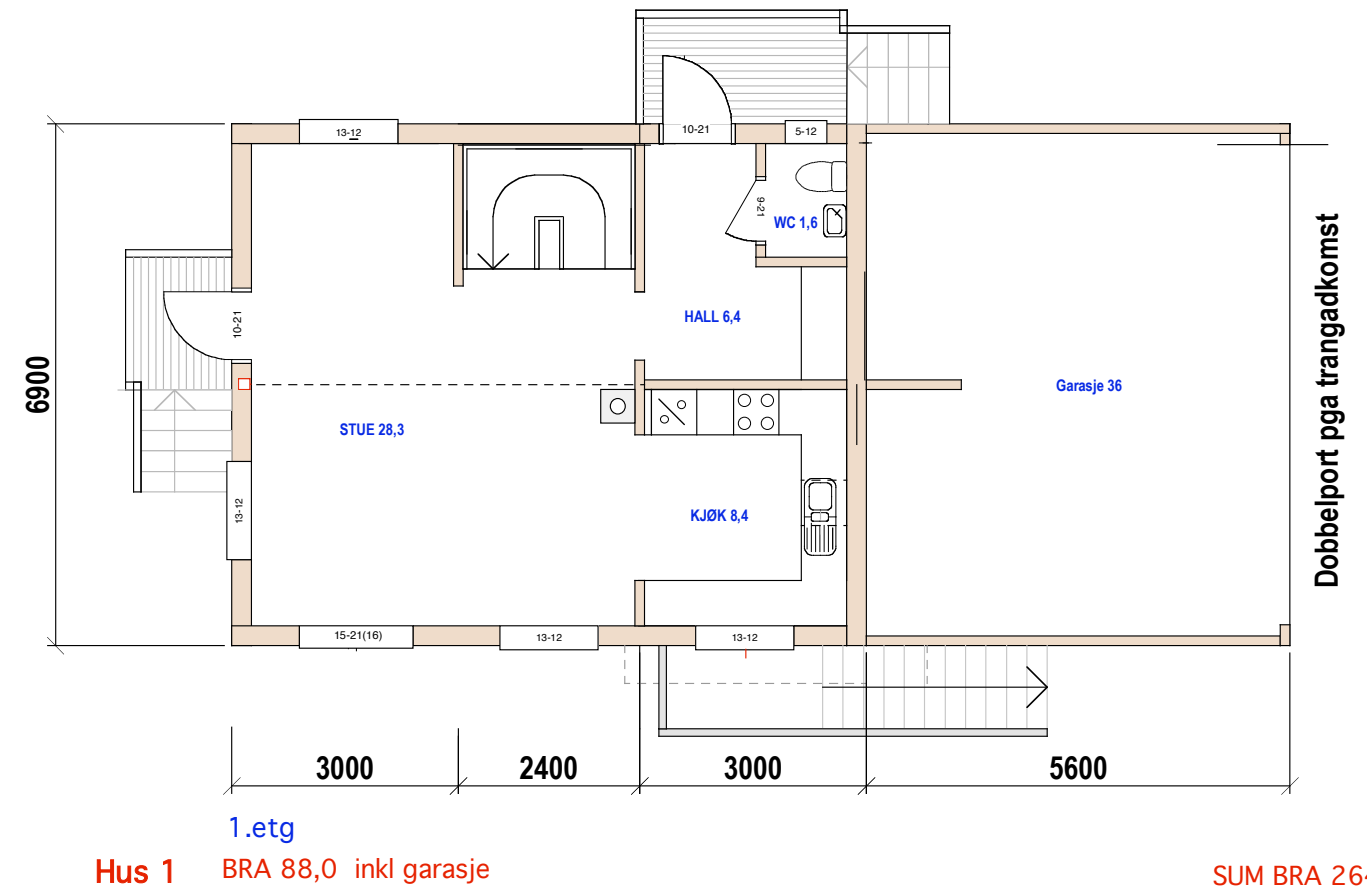 13-12
10-21
5-12
9-21
WC 1,6
10-21
HALL 6,4
6900
Garasje 36
Dobbelport pga trangadkomst
STUE 28,3
13-12
KJØK 8,4
15-21(16)
13-12
13-12
3000
2400
3000
5600
1.etg
Hus 1 BRA 88,0 inkl garasje
SUM BRA